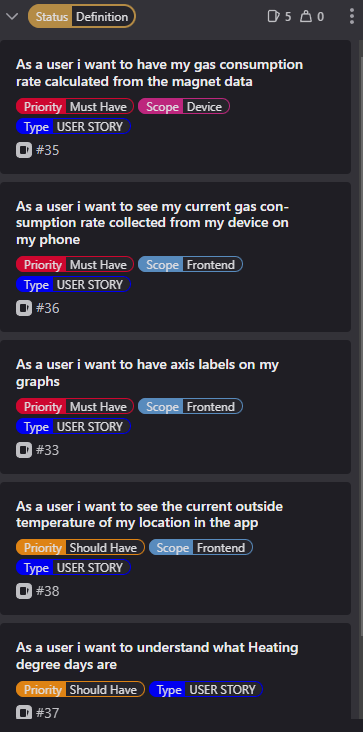 Status Definition 5 0
As a user i want to have my gas consumption
rate calculated from the magnet data
Priority Must Have Scope Device
Type USER STORY
#35
As a user i want to see my current gas con-
sumption rate collected from my device on
my phone
Priority Must Have Scope Frontend
Type USER STORY
#36
As a user i want to have axis labels on my
graphs
Priority Must Have Scope Frontend
Type USER STORY
#33
As a user i want to see the current outside
temperature of my location in the app
Priority Should Have Scope Frontend
Type USER STORY
#38
As a user i want to understand what Heating
degree days are
Priority Should Have Type USER STORY
#37